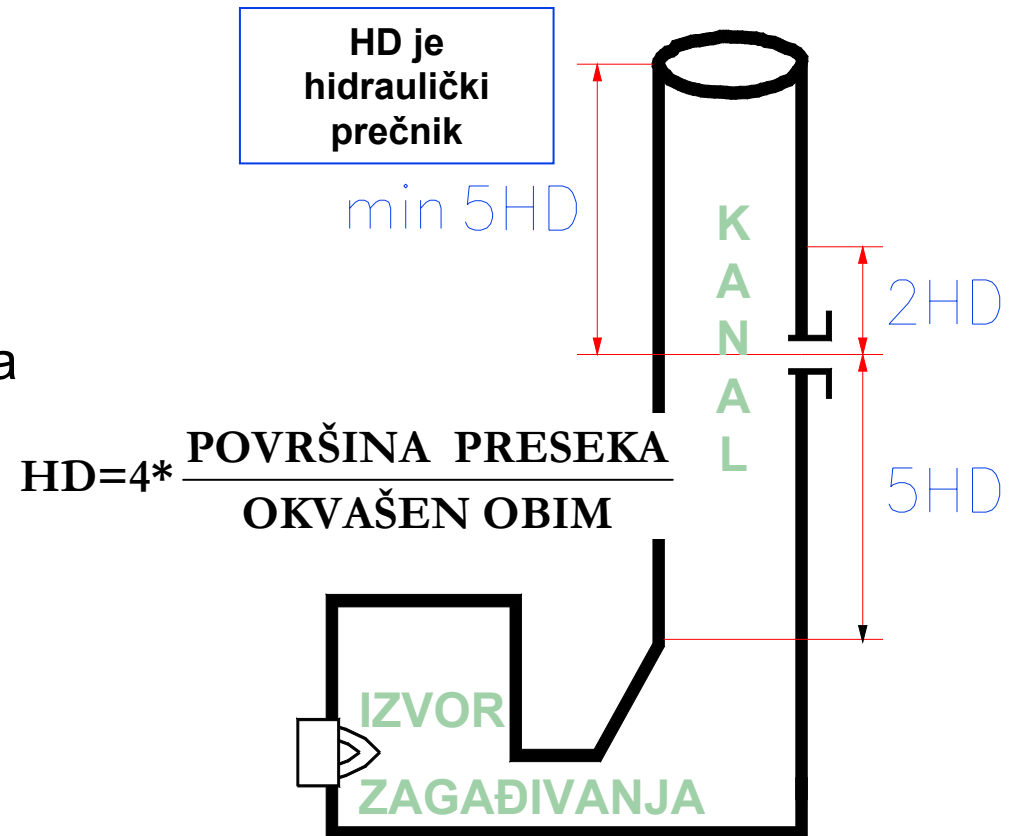 HD je
hidraulički
prečnik
min 5HD
K
A
N
A
L
2HD
a
HD=4* POVRŠINA PRESEKA
OKVAŠEN OBIM
5HD
IZVOR
ZAGAĐIVANJA